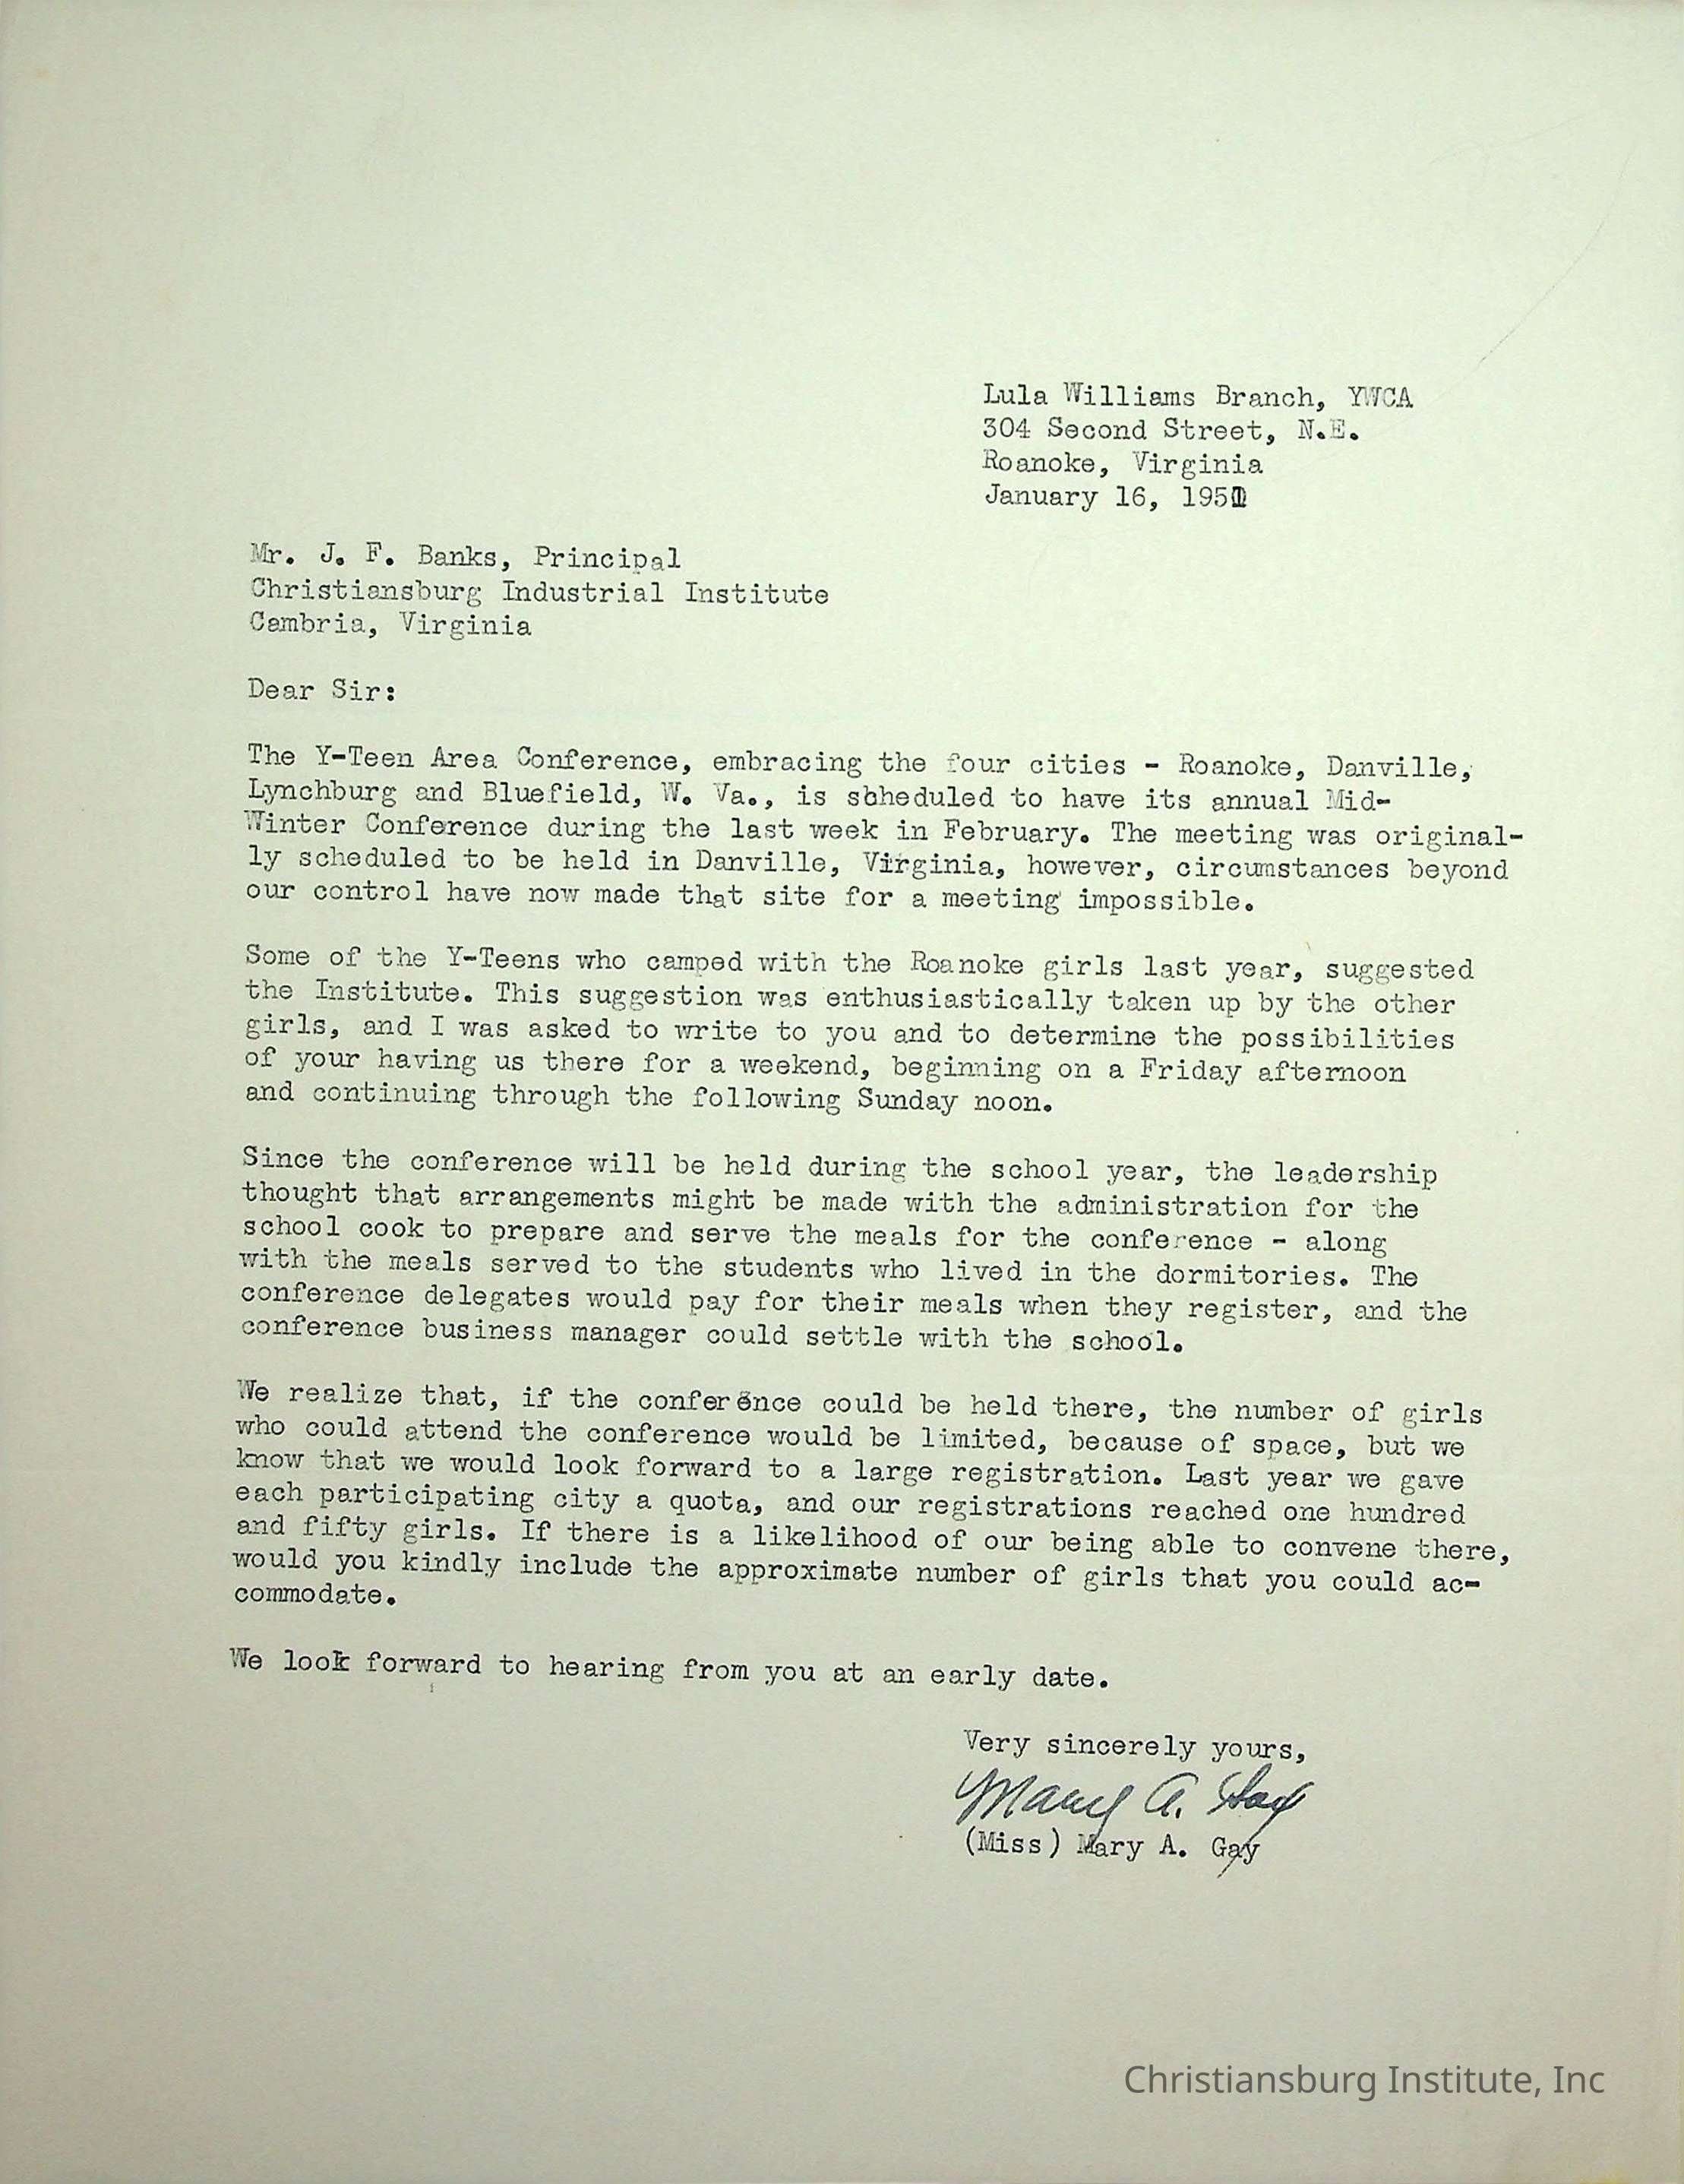 Lula Williams Branch, YWCA
304 Second Street, N.E.
Roanoke, Virginia
January 16, 1951
Mr. J. F. Banks, Principal
Christiansburg Industrial Institute
Cambria, Virginia
Dear Sir:
The Y-Teen Area Conference, embracing the four cities - Roanoke, Danville,
Lynchburg and Bluefield, W. Va., is shheduled to have its annual Mid-
Winter Conference during the last week in February. The meeting was original-
ly scheduled to be held in Danville, Virginia, however, circumstances beyond
our control have now made that site for a meeting impossible.
Some of the Y-Teens who camped with the Roanoke girls last year, suggested
the Institute. This suggestion was enthusiastically taken up by the other
girls, and I was asked to write to you and to determine the possibilities
of your having us there for a weekend, beginning on a Friday afternoon
and continuing through the following Sunday noon.
Since the conference will be held during the school year, the leadership
thought that arrangements might be made with the administration for the
school cook to prepare and serve the meals for the conference - along
with the meals served to the students who lived in the dormitories. The
conference delegates would pay for their meals when they register, and the
conference business manager could settle with the school.
We realize that, if the conference could be held there, the number of girls
who could attend the conference would be limited, because of space, but we
know that we would look forward to a large registration. Last year we gave
each participating city a quota, and our registrations reached one hundred
and fifty girls. If there is a likelihood of our being able to convene there,
would you kindly include the approximate number of girls that you could ac-
commodate.
We look forward to hearing from you at an early date.
Very sincerely yours,
Mary A. Gay
(Miss) Mary A. Gay
Christiansburg Institute, Inc